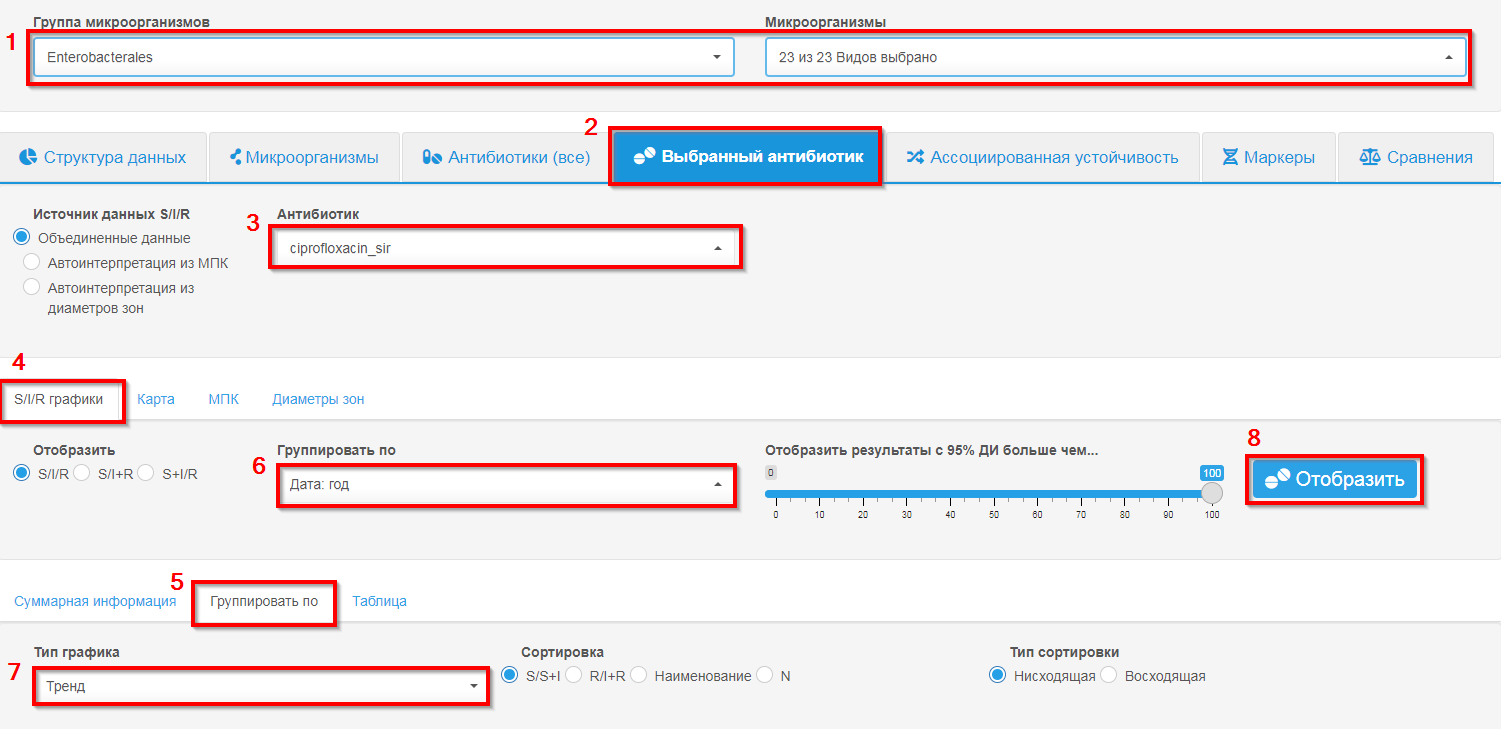 Группа микроорганизмов
Микроорганизмы
1
Enterobacterales
23 из 23 Видов выбрано
2
Структура данных
Микроорганизмы
Антибиотики (все)
Выбранный антибиотик
Ассоциированная устойчивость
Маркеры
Сравнения
Источник данных S/I/R
Объединенные данные
Автоинтерпретация из МПК
Автоинтерпретация из
диаметров зон
3
Антибиотик
ciprofloxacin_sir
4
S/I/R графики
Карта
МПК
Диаметры зон
Отобразить
S/I/R
S/I+R
S+I/R
6
Группировать по
Дата: год
Отобразить результаты с 95% ДИ больше чем...
0
100
0 10 20 30 40 50 60 70 80 90 100
8
Отобразить
5
Суммарная информация
Группировать по
Таблица
7
Тип графика
Тренд
Сортировка
S/S+I
R/I+R
Наименование
N
Тип сортировки
Нисходящая
Восходящая